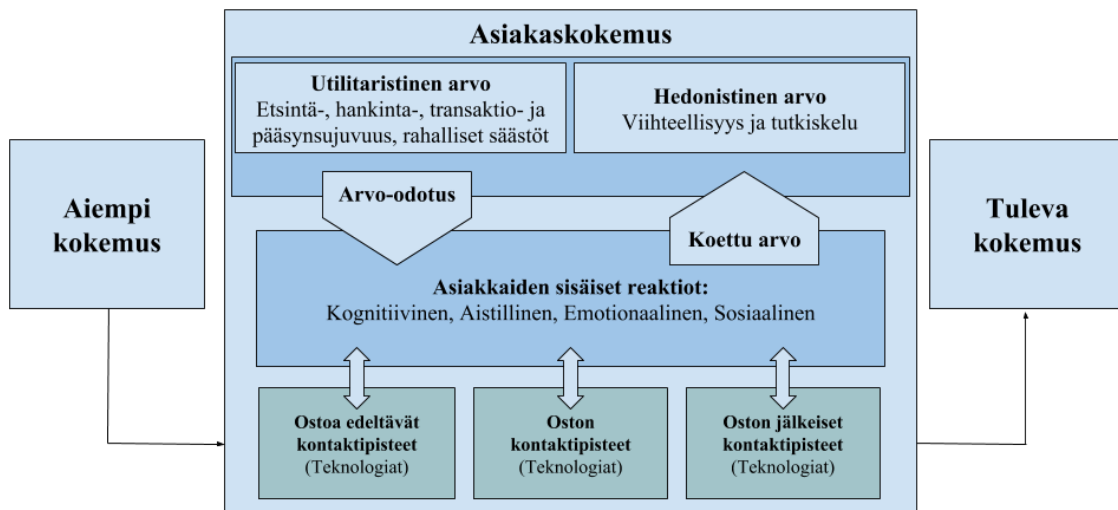 Asiakaskokemus
Utilitaristinen arvo
Etsintä-, hankinta-, transaktio- ja
pääsynsujuvuus, rahalliset säästöt
Hedonistinen arvo
Viihteellisyys ja tutkiskelu
Aiempi
kokemus
Arvo-odotus
Koettu arvo
Tuleva
kokemus
Asiakkaiden sisäiset reaktiot:
Kognitiivinen, Aistillinen, Emotionaalinen, Sosiaalinen
Ostoa edeltävät
kontaktipisteet
(Teknologiat)
Oston
kontaktipisteet
(Teknologiat)
Oston jälkeiset
kontaktipisteet
(Teknologiat)